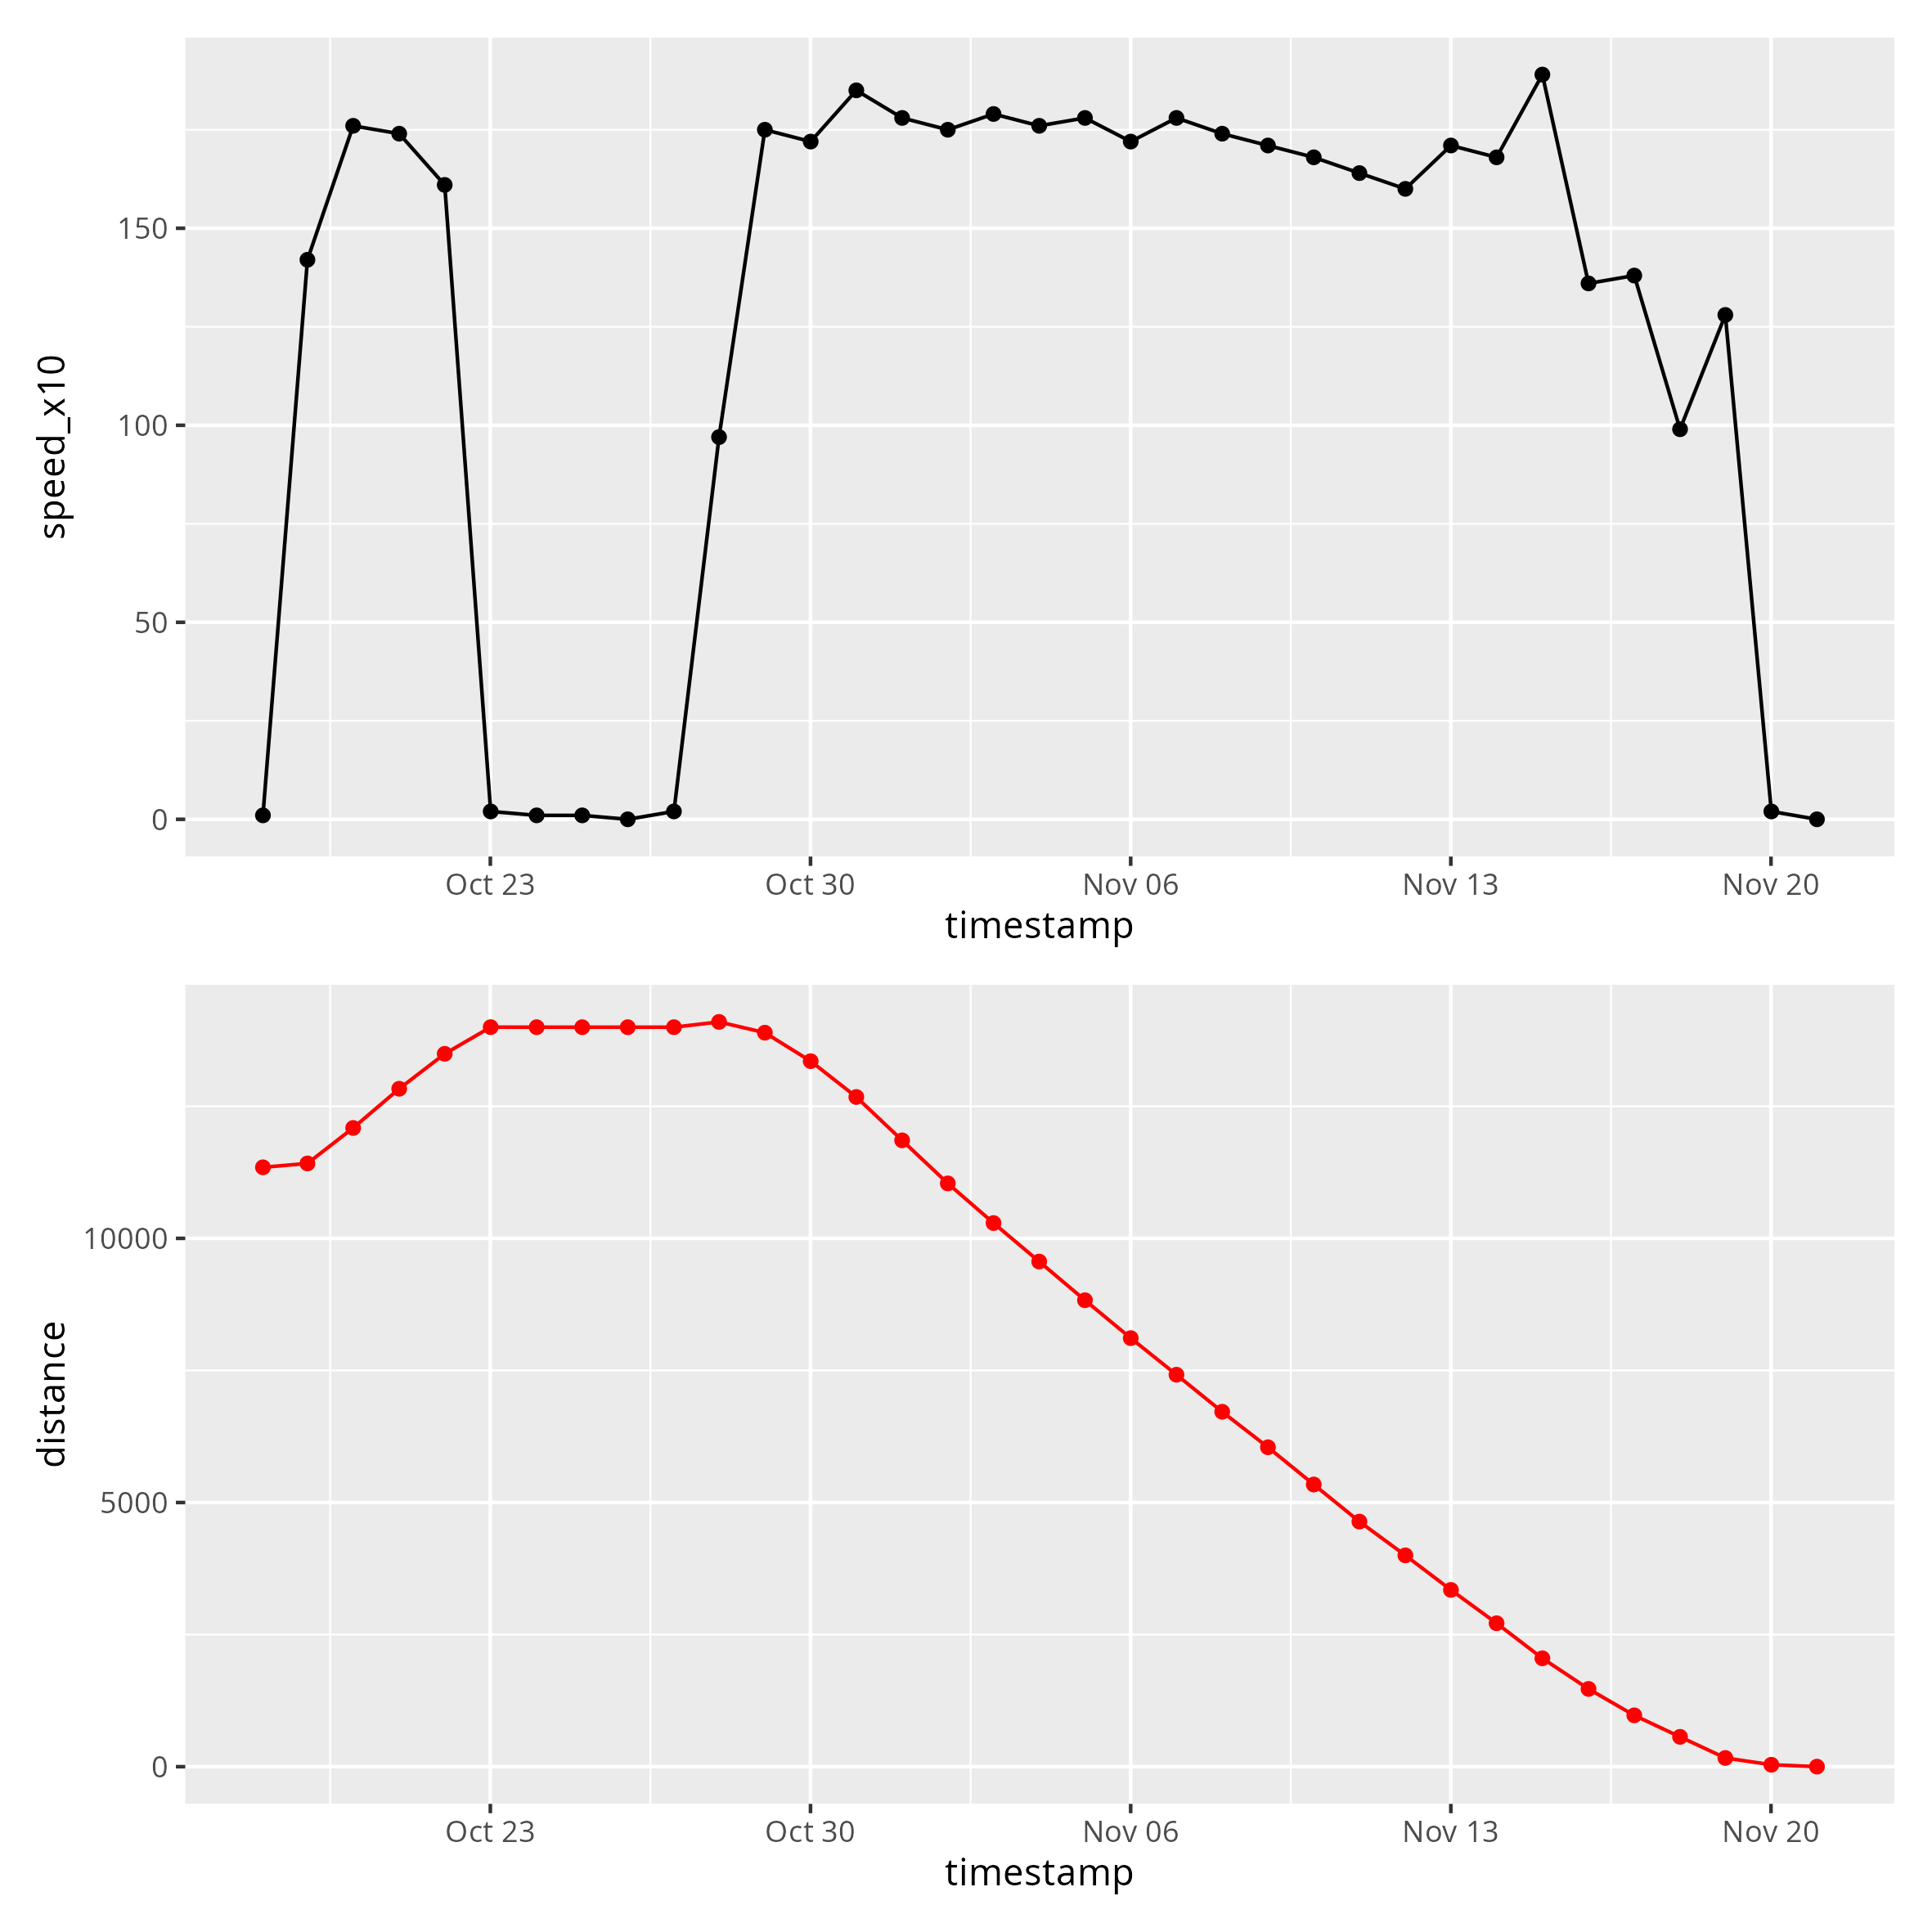 speed_x10
150
100
50
0
Oct 23 Oct 30 Nov 06 Nov 13 Nov 20
timestamp
distance
10000
5000
0
Oct 23 Oct 30 Nov 06 Nov 13 Nov 20
timestamp